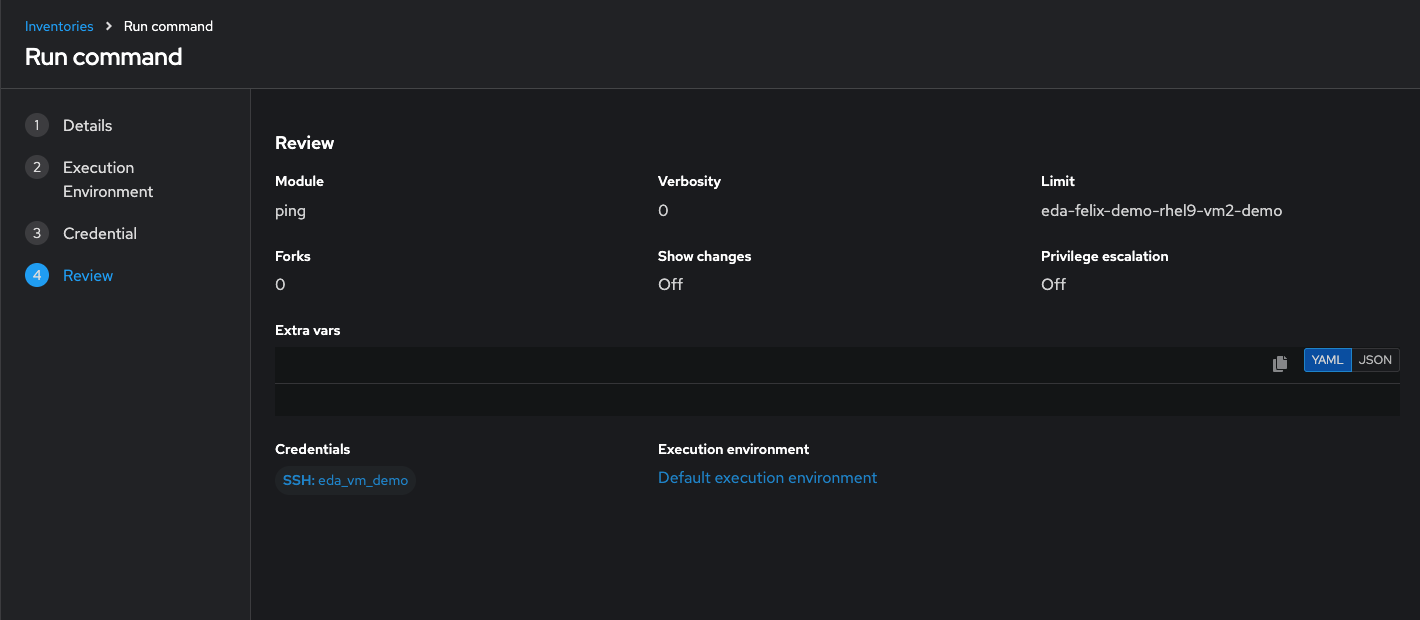 Inventories > Run command
Run command
1 Details
2 Execution
Environment
3 Credential
4 Review
Review
Module Verbosity Limit
ping 0 eda-felix-demo-rhel9-vm2-demo
Forks Show changes Privilege escalation
0 Off Off
Extra vars
YAML JSON
Credentials Execution environment
SSH: eda_vm_demo Default execution environment